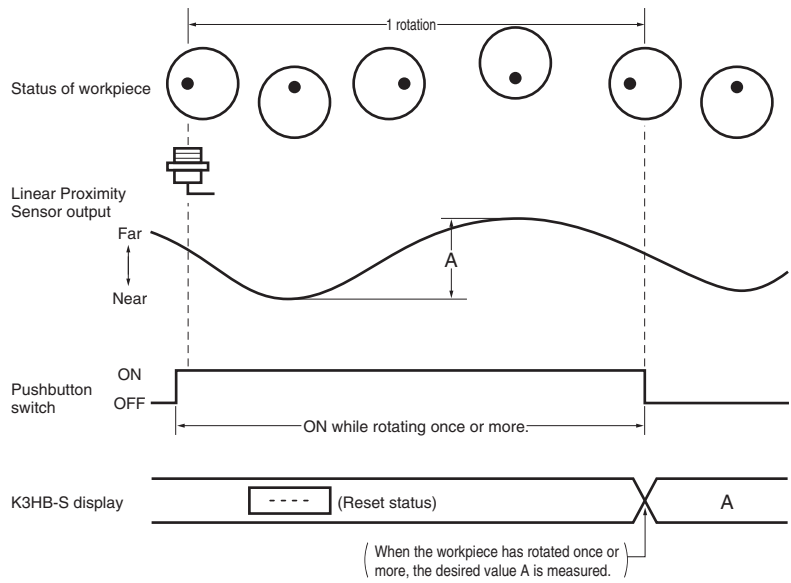 1 rotation
Status of workpiece
Linear Proximity
Sensor output
Far
A
Near
ON
Pushbutton
switch
OFF
ON while rotating once or more.
K3HB-S display
- - - -
(Reset status)
A
( When the workpiece has rotated once or
more, the desired value A is measured. )